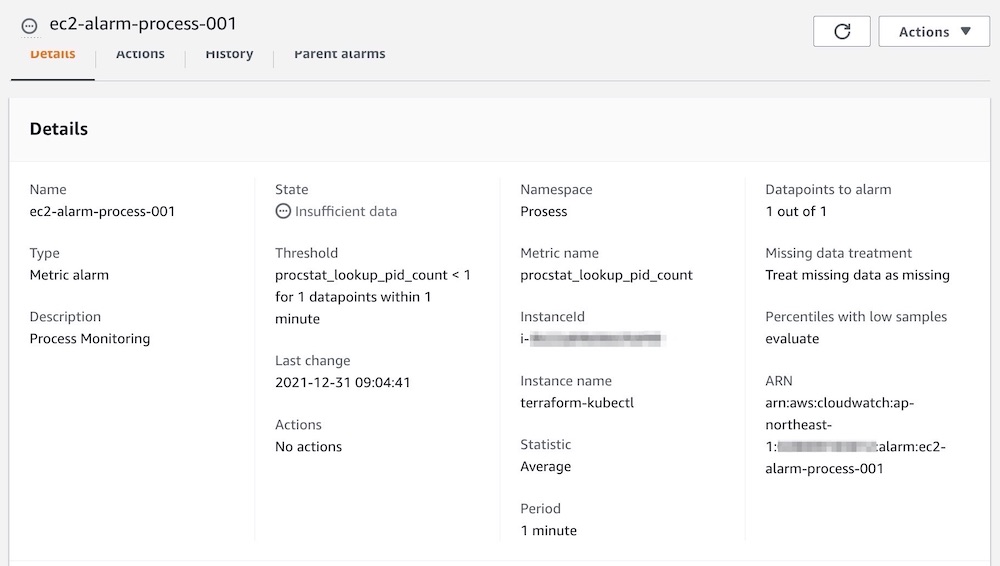 ec2-alarm-process-001
Actions
Details
Actions
History
Parent alarms
Details
Name
ec2-alarm-process-001
Type
Metric alarm
Description
Process Monitoring
State
Insufficient data
Threshold
procstat_lookup_pid_count < 1
for 1 datapoints within 1
minute
Last change
2021-12-31 09:04:41
Actions
No actions
Namespace
Prosess
Metric name
procstat_lookup_pid_count
InstanceId
i-
Instance name
terraform-kubectl
Statistic
Average
Period
1 minute
Datapoints to alarm
1 out of 1
Missing data treatment
Treat missing data as missing
Percentiles with low samples
evaluate
ARN
arn:aws:cloudwatch:ap-
northeast-
1: :alarm:ec2-
alarm-process-001